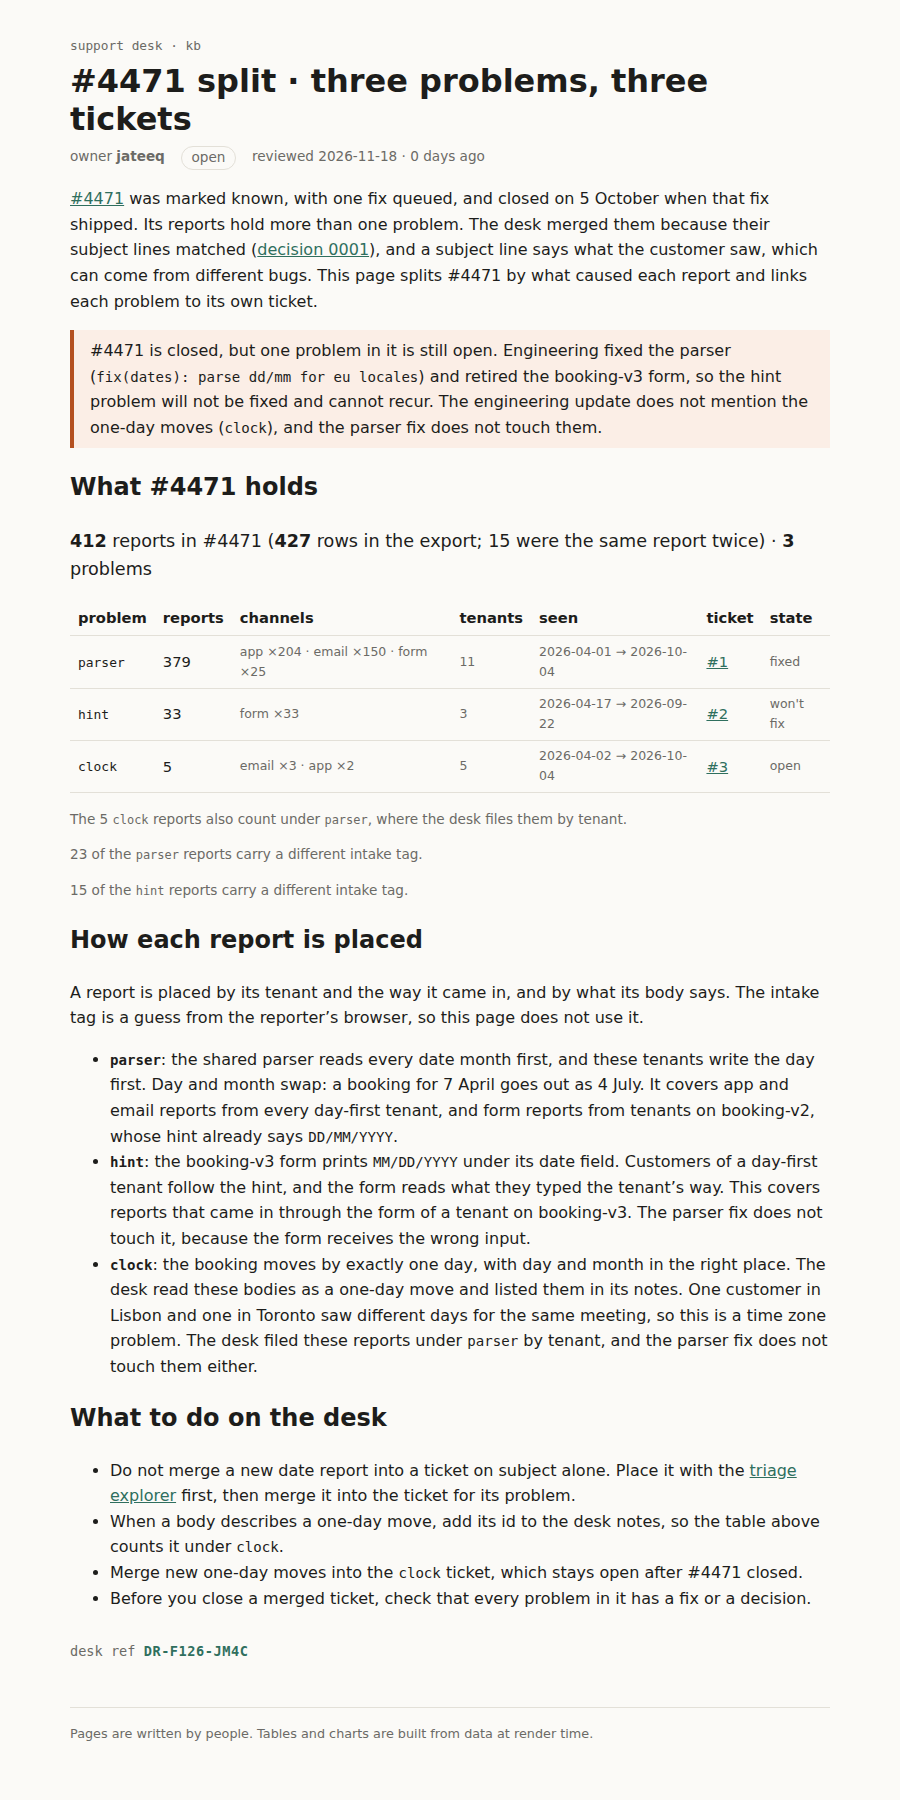 support desk · kb
#4471 split · three problems, three
tickets
owner jateeq open reviewed 2026-11-18 · 0 days ago
#4471 was marked known, with one fix queued, and closed on 5 October when that fix
shipped. Its reports hold more than one problem. The desk merged them because their
subject lines matched (decision 0001), and a subject line says what the customer saw, which
can come from different bugs. This page splits #4471 by what caused each report and links
each problem to its own ticket.
#4471 is closed, but one problem in it is still open. Engineering fixed the parser
(fix(dates): parse dd/mm for eu locales) and retired the booking-v3 form, so the hint
problem will not be fixed and cannot recur. The engineering update does not mention the
one-day moves (clock), and the parser fix does not touch them.
What #4471 holds
412 reports in #4471 (427 rows in the export; 15 were the same report twice) · 3
problems
problem reports channels tenants seen ticket state
parser 379 app ×204 · email ×150 · form ×25 11 2026-04-01 → 2026-10-04 #1 fixed
hint 33 form ×33 3 2026-04-17 → 2026-09-22 #2 won't fix
clock 5 email ×3 · app ×2 5 2026-04-02 → 2026-10-04 #3 open
The 5 clock reports also count under parser, where the desk files them by tenant.
23 of the parser reports carry a different intake tag.
15 of the hint reports carry a different intake tag.
How each report is placed
A report is placed by its tenant and the way it came in, and by what its body says. The intake
tag is a guess from the reporter’s browser, so this page does not use it.
• parser: the shared parser reads every date month first, and these tenants write the day
first. Day and month swap: a booking for 7 April goes out as 4 July. It covers app and
email reports from every day-first tenant, and form reports from tenants on booking-v2,
whose hint already says DD/MM/YYYY.
• hint: the booking-v3 form prints MM/DD/YYYY under its date field. Customers of a day-first
tenant follow the hint, and the form reads what they typed the tenant’s way. This covers
reports that came in through the form of a tenant on booking-v3. The parser fix does not
touch it, because the form receives the wrong input.
• clock: the booking moves by exactly one day, with day and month in the right place. The
desk read these bodies as a one-day move and listed them in its notes. One customer in
Lisbon and one in Toronto saw different days for the same meeting, so this is a time zone
problem. The desk filed these reports under parser by tenant, and the parser fix does not
touch them either.
What to do on the desk
• Do not merge a new date report into a ticket on subject alone. Place it with the triage
explorer first, then merge it into the ticket for its problem.
• When a body describes a one-day move, add its id to the desk notes, so the table above
counts it under clock.
• Merge new one-day moves into the clock ticket, which stays open after #4471 closed.
• Before you close a merged ticket, check that every problem in it has a fix or a decision.
desk ref DR-F126-JM4C
Pages are written by people. Tables and charts are built from data at render time.